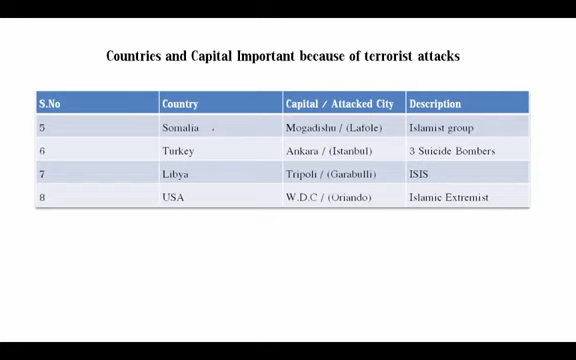 Countries and Capital Important because of terrorist attacks
S.No Country Capital / Attacked City Description
5 Somalia Mogadishu / (Lafole) Islamist group
6 Turkey Ankara / (Istanbul) 3 Suicide Bombers
7 Libya Tripoli / (Garabulli) ISIS
8 USA W.D.C / (Orlando) Islamic Extremist